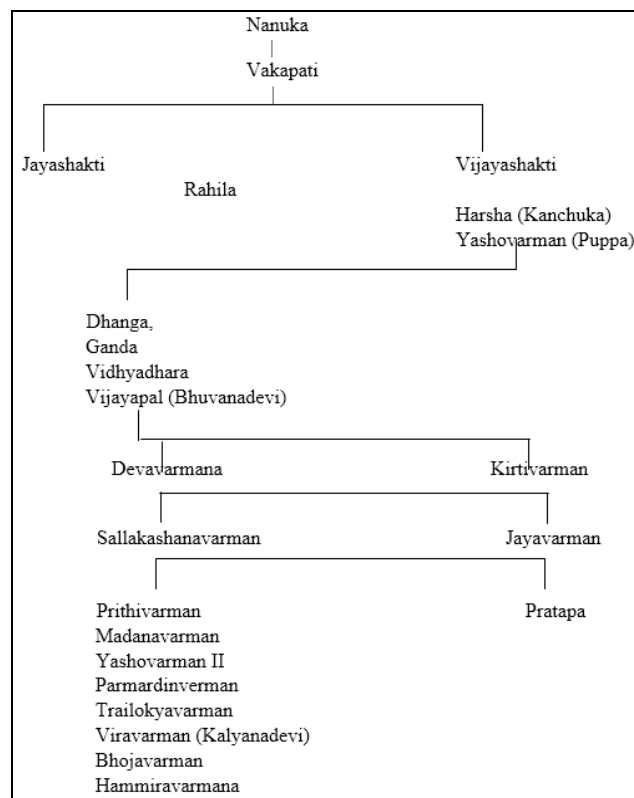 Nanuka
Vakapati
Jayashakti Vijayashakti
Rahila
Harsha (Kanchuka)
Yashovarman (Puppa)
Dhanga,
Ganda
Vidhyadhara
Vijayapal (Bhuvanadevi)
Devavarmana Kirtivarman
Sallakashanavarman Jayavarman
Prithivarman Pratapa
Madanavarman
Yashovarman II
Parmardinverman
Trailokyavarman
Viravarman (Kalyanadevi)
Bhojavarman
Hammiravarmana